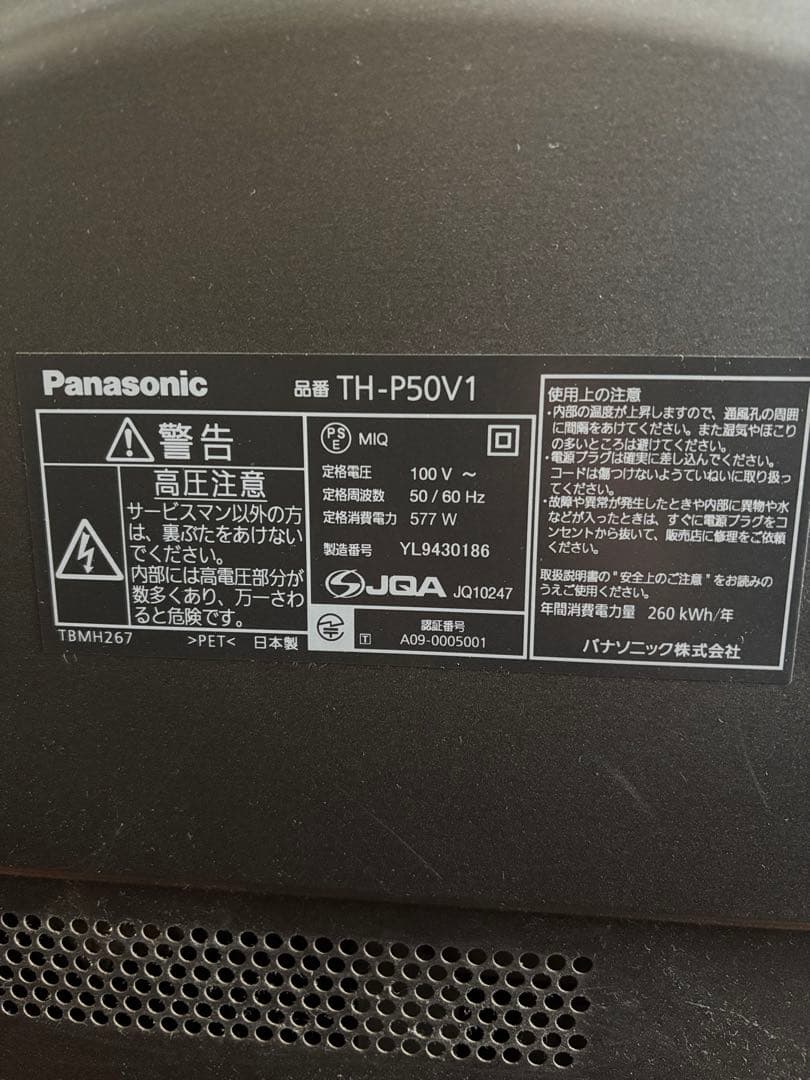 Panasonic 品番 TH-P50V1
警告
高圧注意
サービスマン以外の方
は、裏ぶたをあけない
でください。
内部には高電圧部分が
数多くあり、万一さわ
ると危険です。
TBMH267 >PET< 日本製
PS
E
MIQ
定格電圧 100 V ～
定格周波数 50 / 60 Hz
定格消費電力 577 W
製造番号 YL9430186
JQA JQ10247
T
認証番号
A09-0005001
使用上の注意
・内部の温度が上昇しますので、通風孔の周囲
に間隔をあけてください。また湿気やほこり
の多いところは避けてください。
・電源プラグは確実に差し込んでください。
コードは傷つけないようていねいに取り扱っ
てください。
・故障や異常が発生したときや内部に異物や水
などが入ったときは、すぐに電源プラグをコ
ンセントから抜いて、販売店に修理をご依頼
ください。
取扱説明書の"安全上のご注意"をお読みの
うえご使用ください。
年間消費電力量 260 kWh/年
パナソニック株式会社